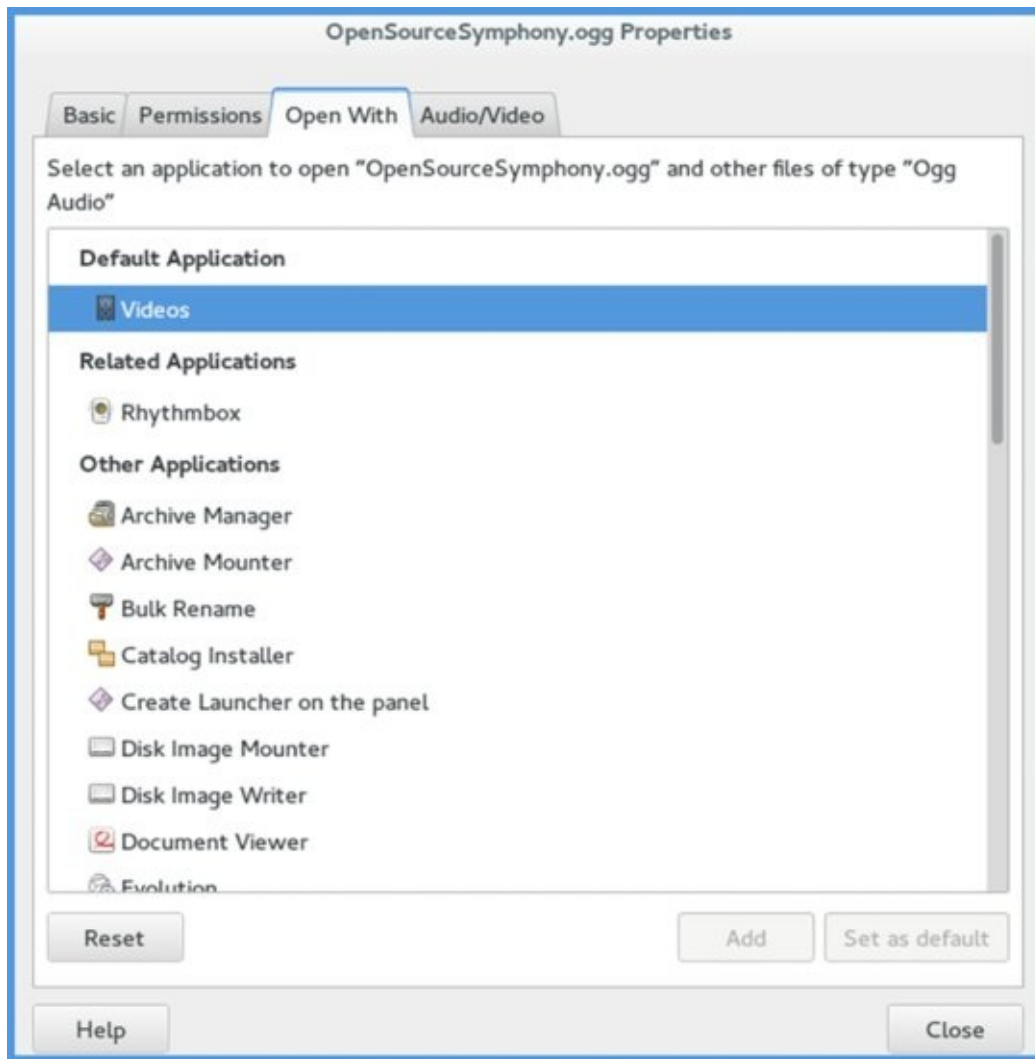 OpenSourceSymphony.ogg Properties
Basic Permissions Open With Audio/Video
Select an application to open "OpenSourceSymphony.ogg" and other files of type "Ogg
Audio"
Default Application
Videos
Related Applications
Rhythmbox
Other Applications
Archive Manager
Archive Mounter
Bulk Rename
Catalog Installer
Create Launcher on the panel
Disk Image Mounter
Disk Image Writer
Document Viewer
Evolution
Reset Add Set as default
Help Close